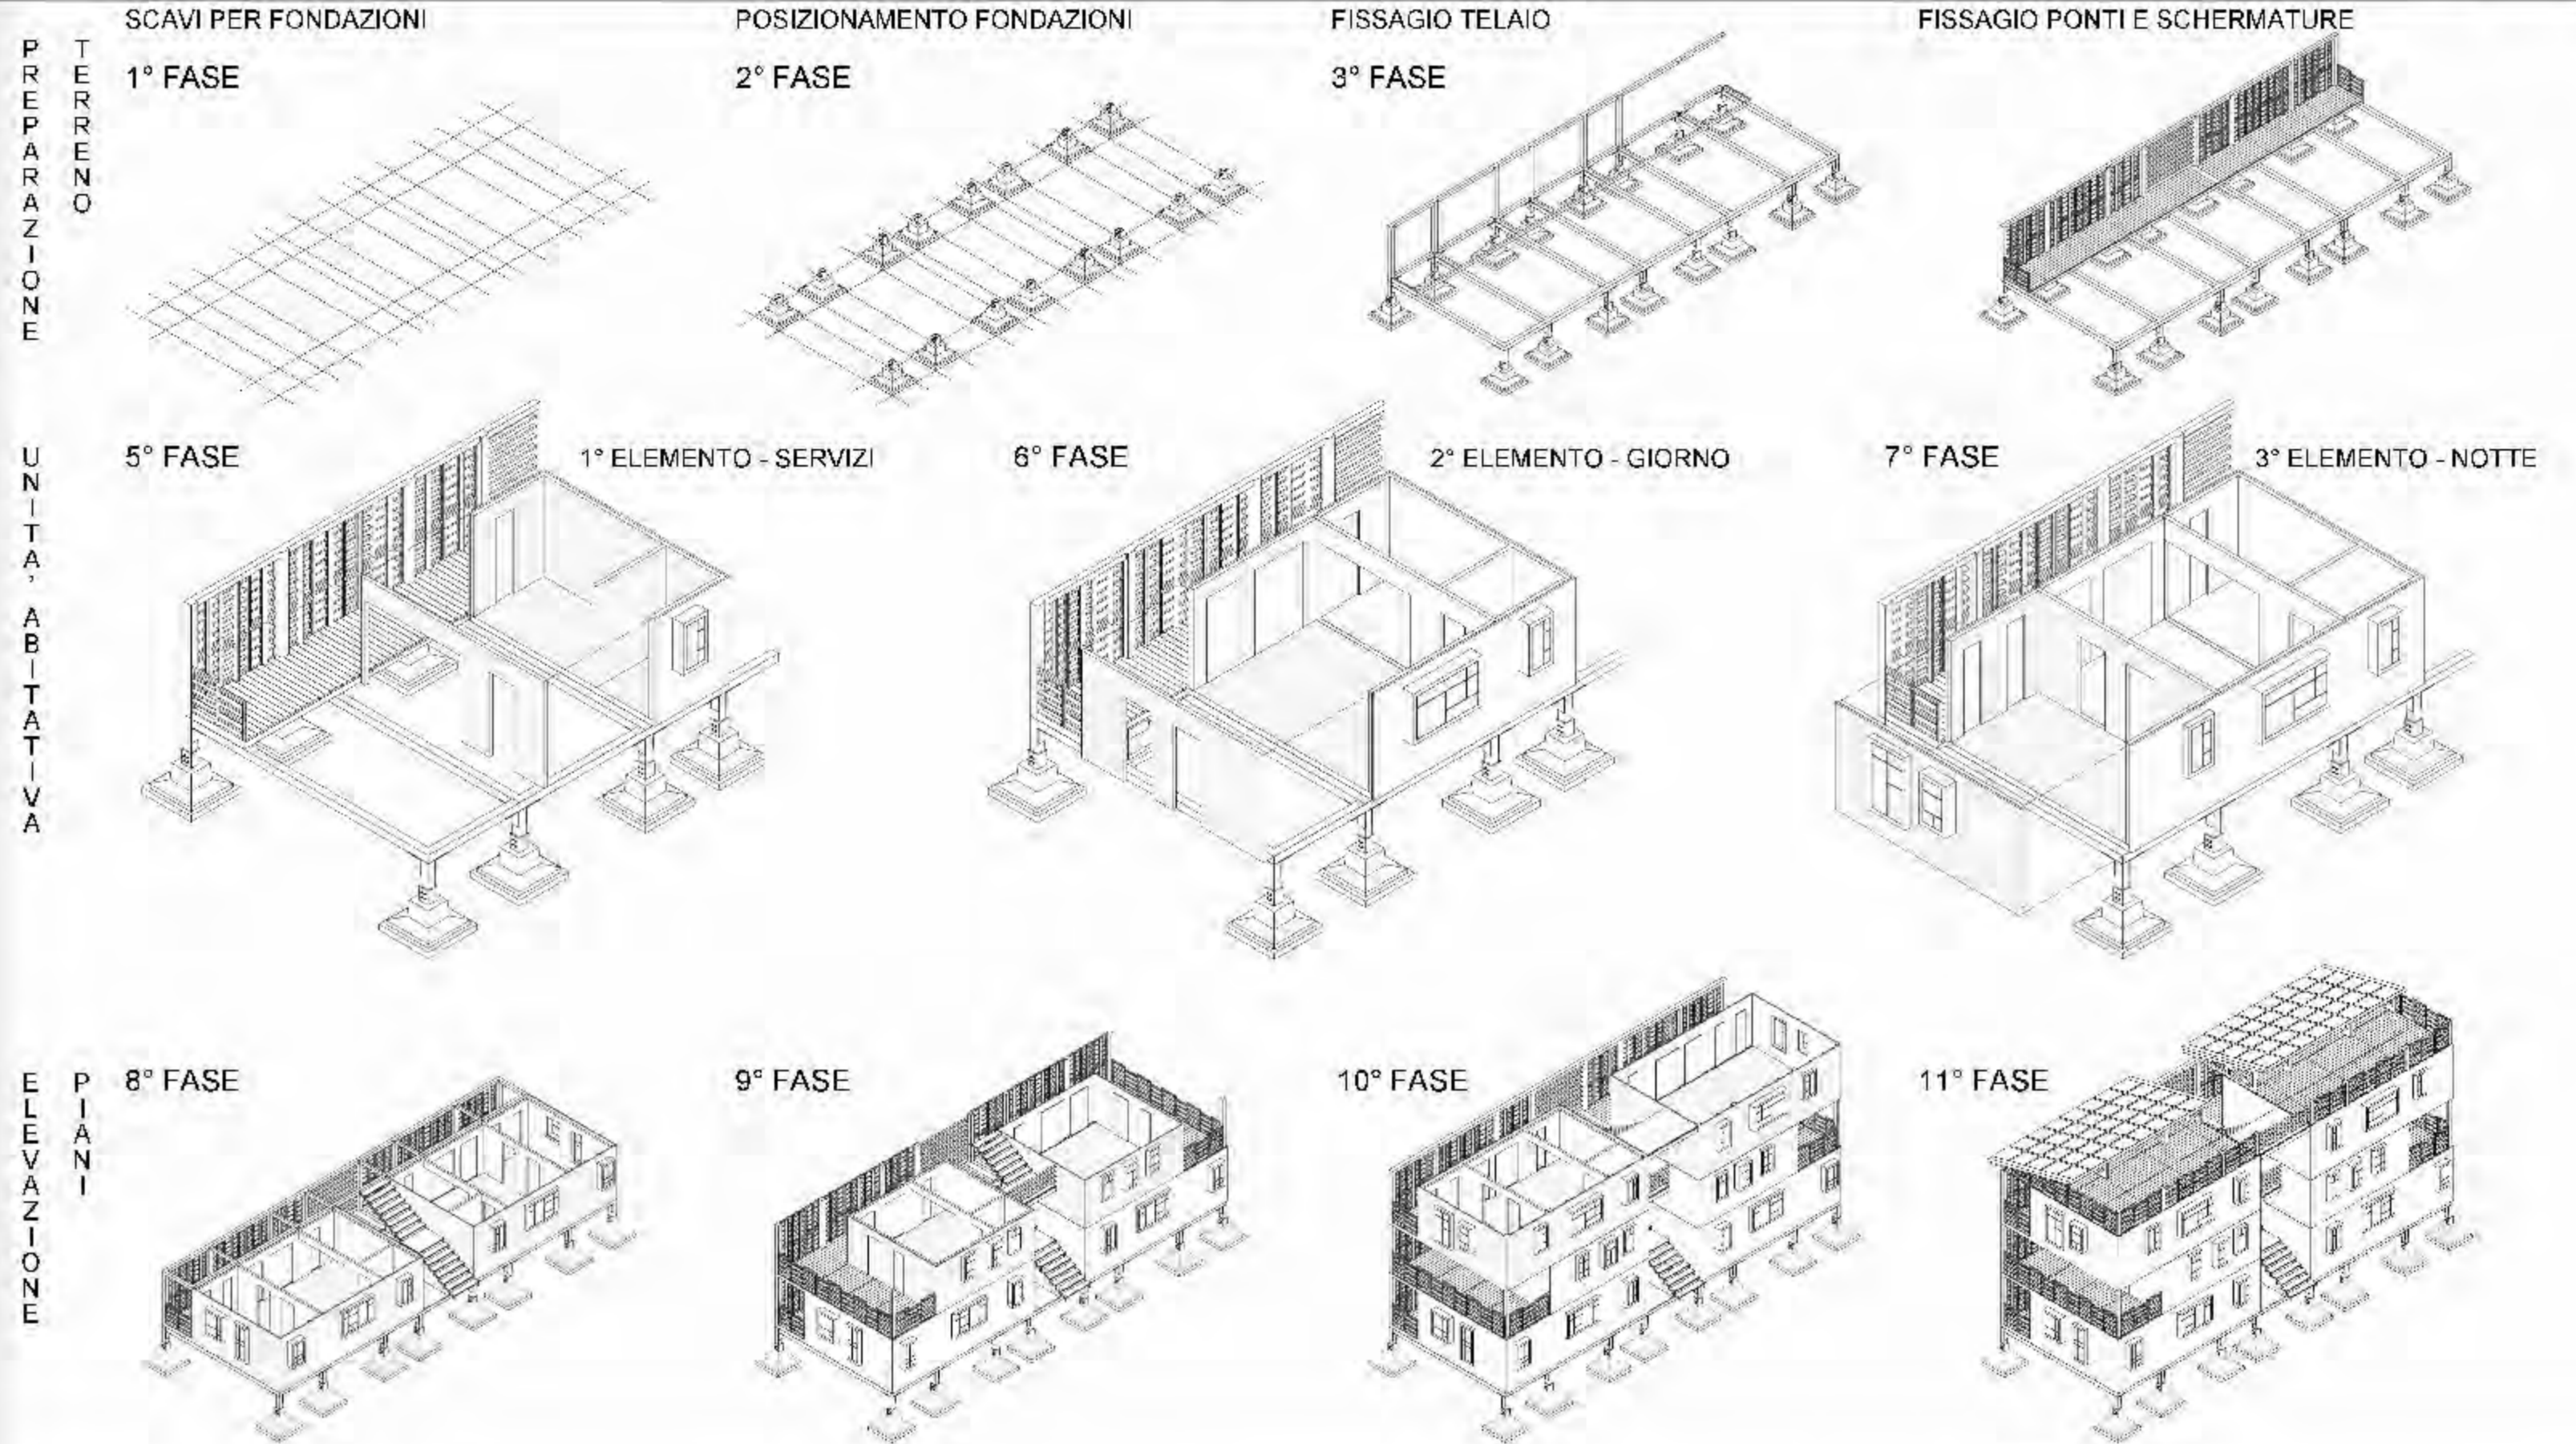 SCAVI PER FONDAZIONI
POSIZIONAMENTO FONDAZIONI
FISSAGIO TELAIO
FISSAGIO PONTI E SCHERMATURE
PREPARAZIONE
TERRENO
1° FASE
2° FASE
3° FASE
UNITA' ABITATIVA
5° FASE
1° ELEMENTO - SERVIZI
6° FASE
2° ELEMENTO - GIORNO
7° FASE
3° ELEMENTO - NOTTE
ELEVAZIONE
PIANI
8° FASE
9° FASE
10° FASE
11° FASE